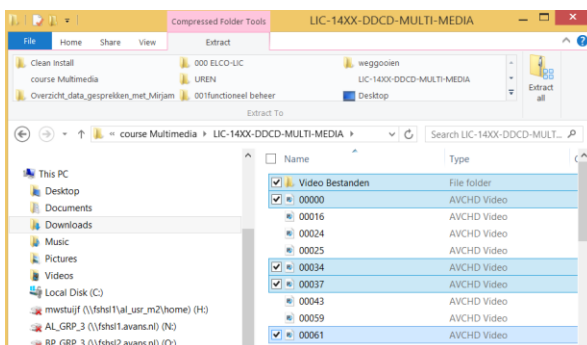 Compressed Folder Tools
LIC-14XX-DDCD-MULTI-MEDIA
File Home Share View Extract
Clean Install 000 ELCO-LIC weggooien
course Multimedia UREN LIC-14XX-DDCD-MULTI-MEDIA
Overzicht_data_gesprekken_met_Mirjam 001functioneel beheer Desktop
Extract all
Extract To
« course Multimedia LIC-14XX-DDCD-MULTI-MEDIA Search LIC-14XX-DDCD-MULT...
Name Type
This PC
Desktop
Documents
Downloads
Music
Pictures
Videos
Local Disk (C:)
mwstuijf (\\fshsl1\al_usr_m2\home) (H:)
AL_GRP_3 (\\fshsl1.avans.nl) (N:)
BP_GRP_3 (\\fshsl2.avans.nl) (O:)
Video Bestanden File folder
00000 AVCHD Video
00016 AVCHD Video
00024 AVCHD Video
00025 AVCHD Video
00034 AVCHD Video
00037 AVCHD Video
00043 AVCHD Video
00059 AVCHD Video
00061 AVCHD Video